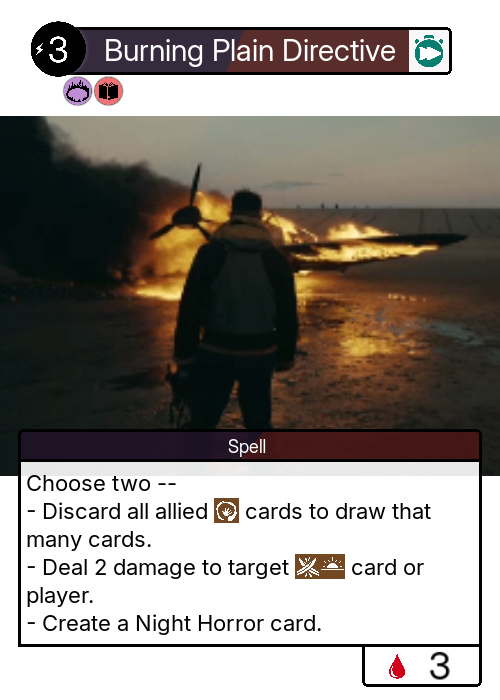 3 Burning Plain Directive
Spell
Choose two --
- Discard all allied cards to draw that
many cards.
- Deal 2 damage to target card or
player.
- Create a Night Horror card.
3